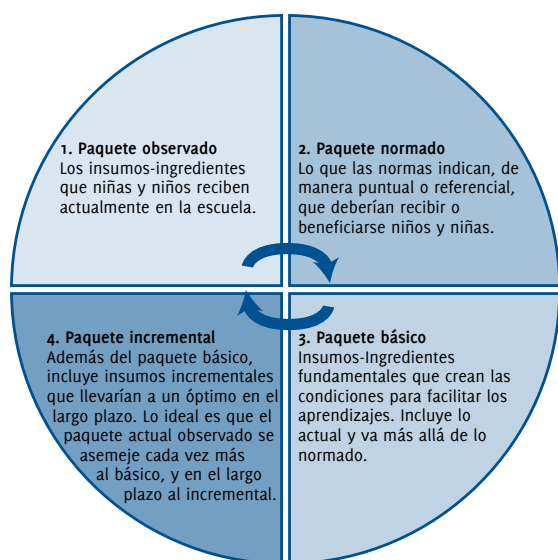 1. Paquete observado
Los insumos-ingredientes
que niñas y niños reciben
actualmente en la escuela.
2. Paquete normado
Lo que las normas indican, de
manera puntual o referencial,
que deberían recibir o
beneficiarse niños y niñas.
3. Paquete básico
Insumos-Ingredientes
fundamentales que crean las
condiciones para facilitar los
aprendizajes. Incluye lo
actual y va más allá de lo
normado.
4. Paquete incremental
Además del paquete básico,
incluye insumos incrementales
que llevarían a un óptimo en el
largo plazo. Lo ideal es que el
paquete actual observado se
asemeje cada vez más
al básico, y en el largo
plazo al incremental.